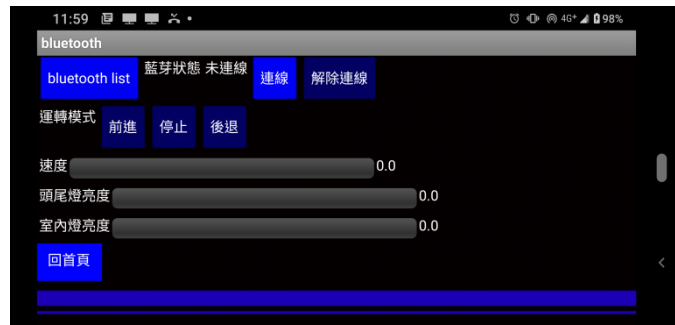 11:59 4G+ 98%
bluetooth
bluetooth list 藍芽狀態 未連線 連線 解除連線
運轉模式 前進 停止 後退
速度 0.0
頭尾燈亮度 0.0
室內燈亮度 0.0
回首頁